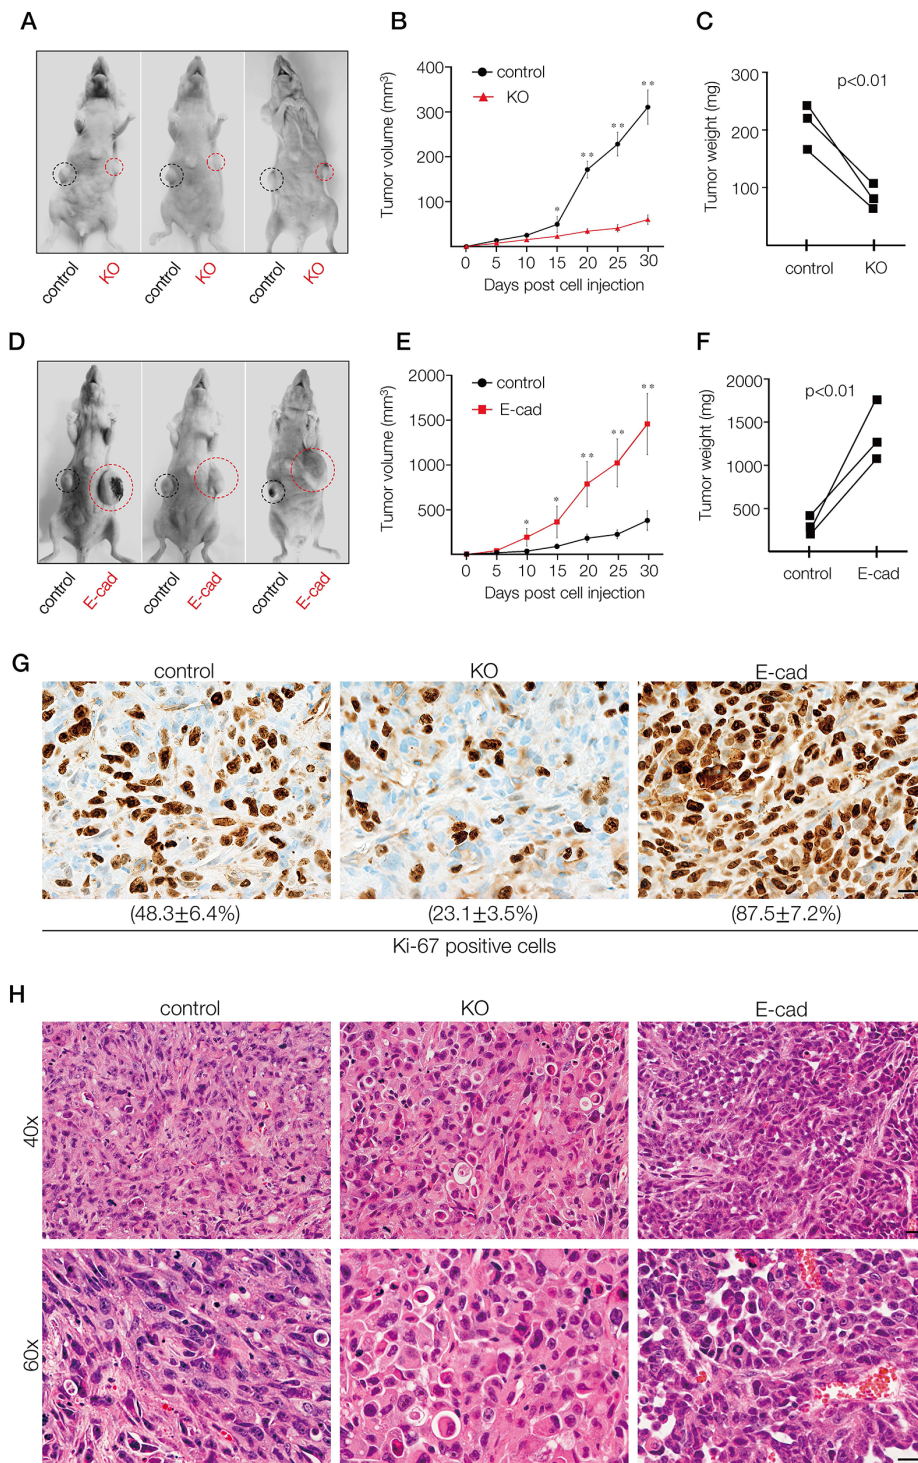 A
control
KO
control
KO
control
KO
B
Tumor volume (mm³)
400
300
200
100
control
KO
*
**
**
**
0 5 10 15 20 25 30
Days post cell injection
C
Tumor weight (mg)
300
200
100
p<0.01
control KO
D
control
E-cad
control
E-cad
control
E-cad
E
Tumor volume (mm³)
2000
1500
1000
500
control
E-cad
*
*
**
**
**
0 5 10 15 20 25 30
Days post cell injection
F
Tumor weight (mg)
2000
1500
1000
500
p<0.01
control E-cad
G
control KO E-cad
(48.3±6.4%) (23.1±3.5%) (87.5±7.2%)
Ki-67 positive cells
H
control KO E-cad
40x
60x